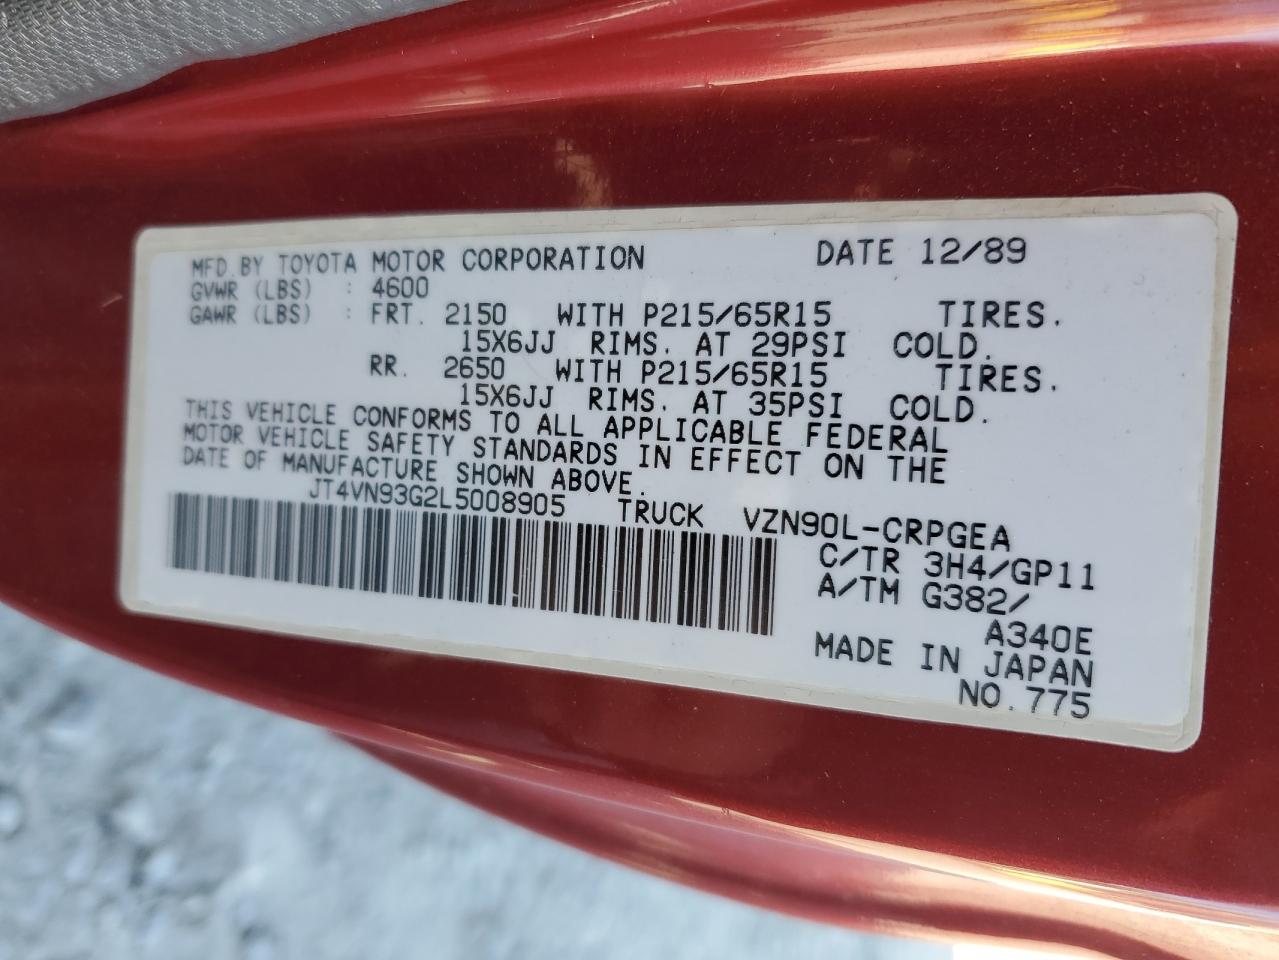 MFD. BY TOYOTA MOTOR CORPORATION DATE 12/89
GVWR (LBS) : 4600
GAWR (LBS) : FRT. 2150 WITH P215/65R15 TIRES.
15X6JJ RIMS. AT 29PSI COLD.
RR. 2650 WITH P215/65R15 TIRES.
15X6JJ RIMS. AT 35PSI COLD.
THIS VEHICLE CONFORMS TO ALL APPLICABLE FEDERAL
MOTOR VEHICLE SAFETY STANDARDS IN EFFECT ON THE
DATE OF MANUFACTURE SHOWN ABOVE.
JT4VN93G2L5008905 TRUCK VZN90L-CRPGEA
C/TR 3H4/GP11
A/TM G382/
A340E
MADE IN JAPAN
NO.775